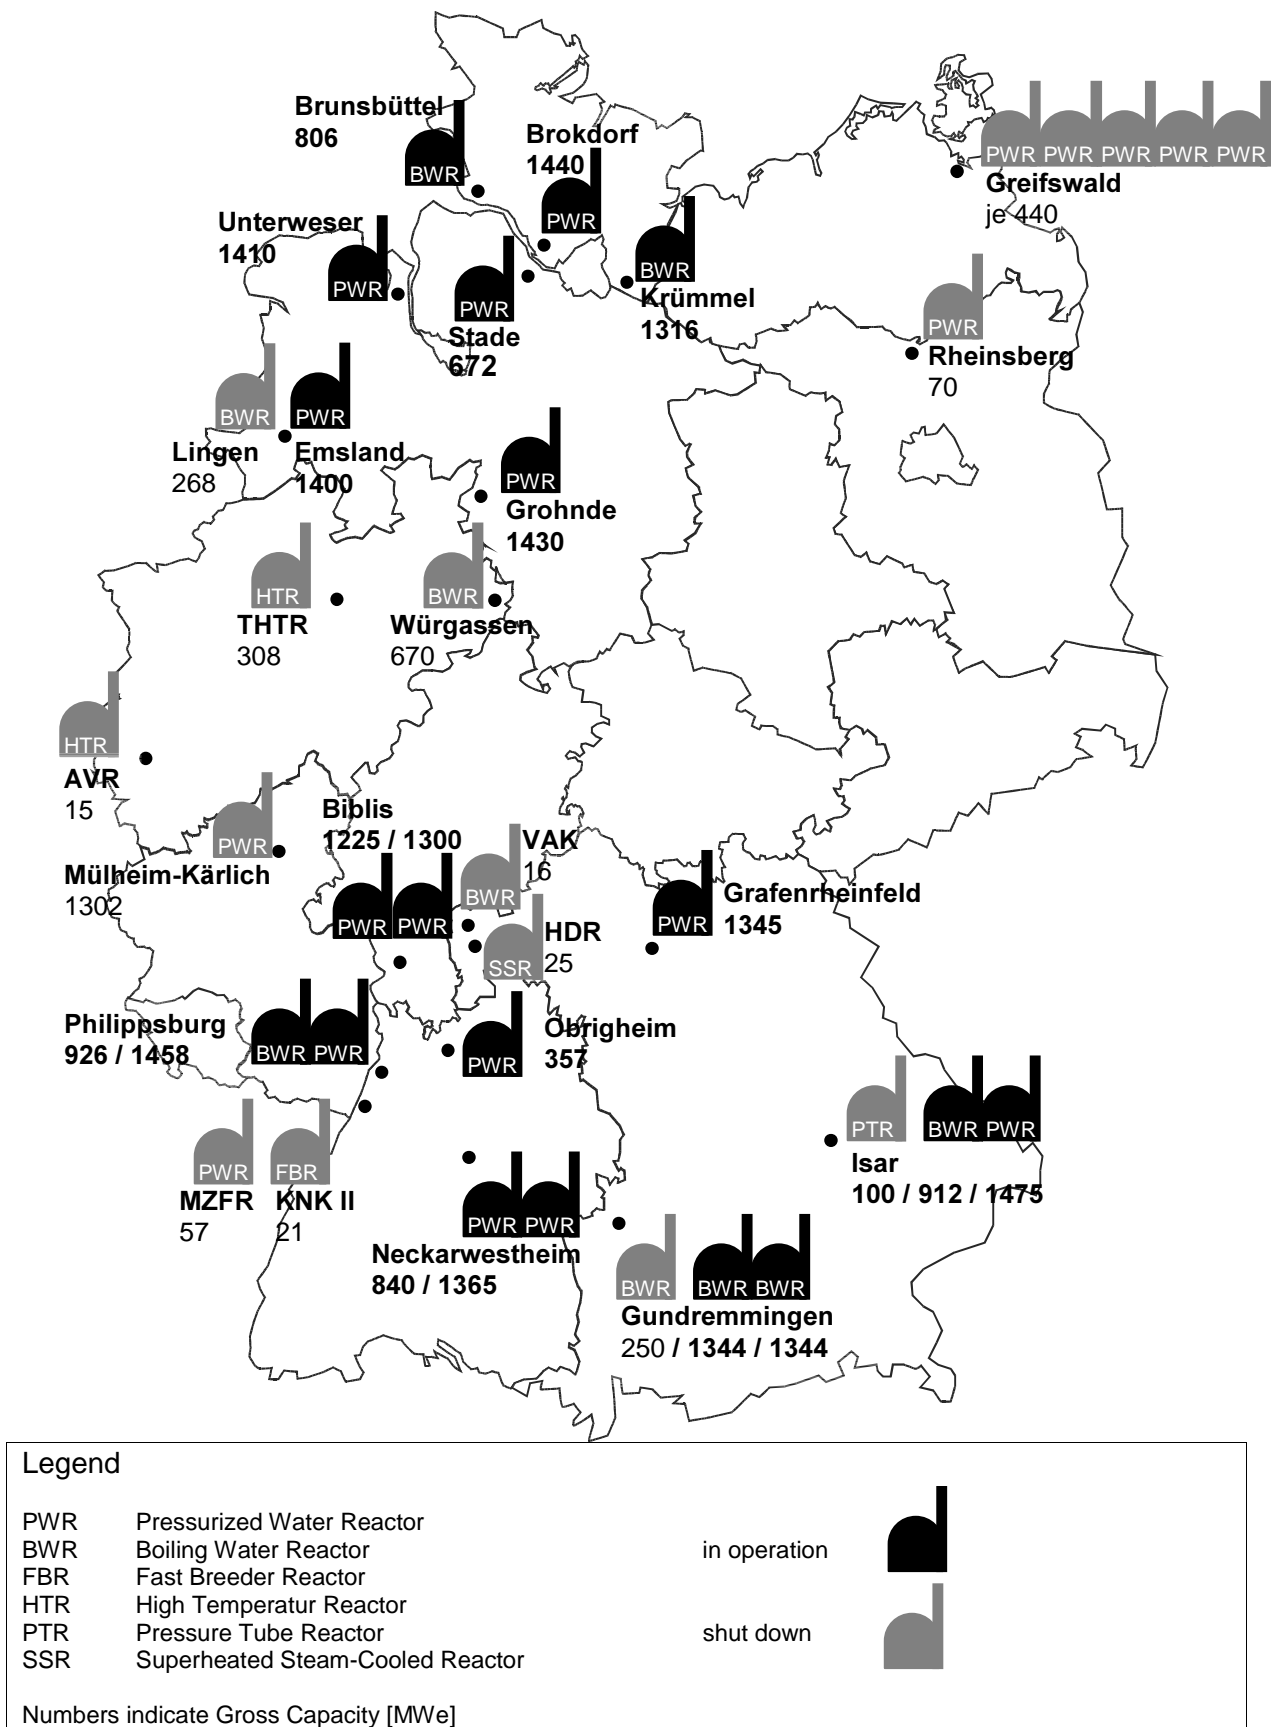 Brunsbüttel
806
BWR
Brokdorf
1440
PWR
PWR PWR PWR PWR PWR
Greifswald
je 440
Unterweser
1410
PWR
PWR
Stade
672
BWR
Krümmel
1316
PWR
Rheinsberg
70
BWR
Lingen
268
PWR
Emsland
1400
PWR
Grohnde
1430
HTR
THTR
308
BWR
Würgassen
670
HTR
AVR
15
PWR
Mülheim-Kärlich
1302
Biblis
1225 / 1300
PWR PWR
VAK
16
BWR
HDR
25
SSR
PWR
Grafenrheinfeld
1345
Philippsburg
926 / 1458
BWR PWR
PWR
Obrigheim
357
PTR BWR PWR
Isar
100 / 912 / 1475
PWR
MZFR
57
FBR
KNK II
21
PWR PWR
Neckarwestheim
840 / 1365
BWR BWR BWR
Gundremmingen
250 / 1344 / 1344
Legend
PWR Pressurized Water Reactor
BWR Boiling Water Reactor
FBR Fast Breeder Reactor
HTR High Temperatur Reactor
PTR Pressure Tube Reactor
SSR Superheated Steam-Cooled Reactor
in operation
shut down
Numbers indicate Gross Capacity [MWe]